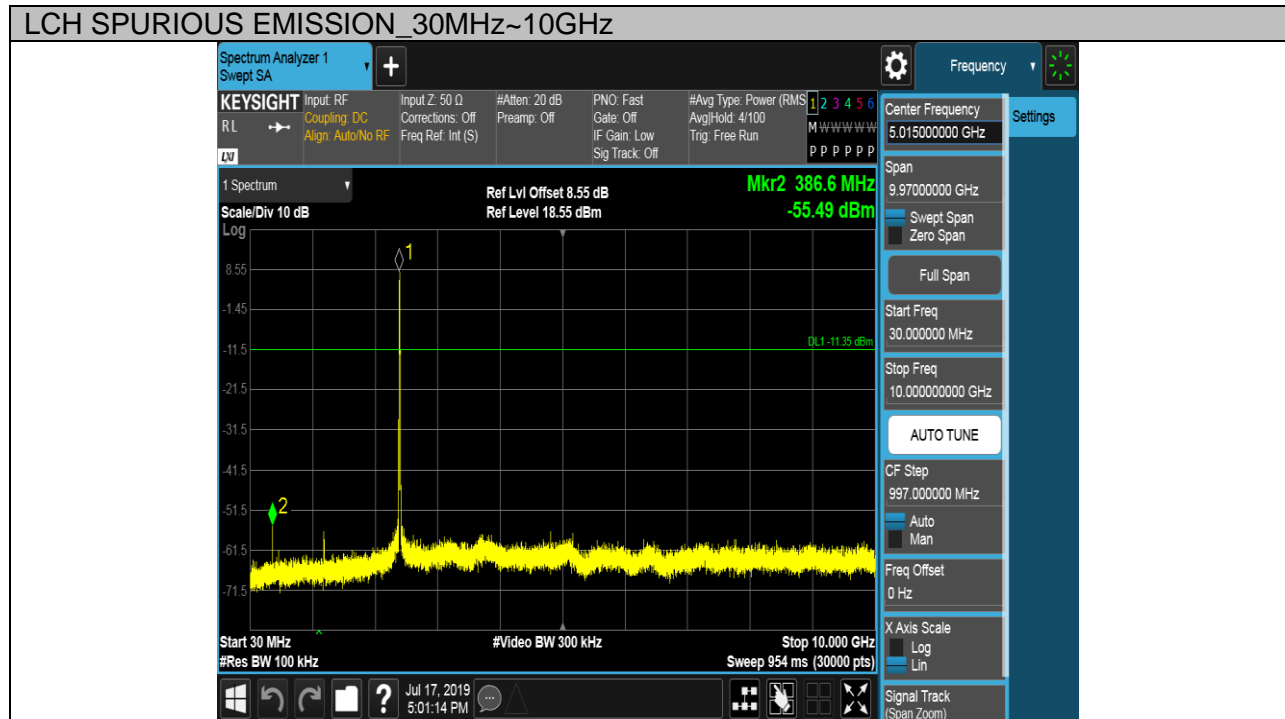 LCH SPURIOUS EMISSION_30MHz~10GHz
Spectrum Analyzer 1
Swept SA
+
Frequency
KEYSIGHT
RL
LXI
Input: RF
Coupling: DC
Align: Auto/No RF
Input Z: 50 Ω
Corrections: Off
Freq Ref: Int (S)
#Atten: 20 dB
Preamp: Off
PNO: Fast
Gate: Off
IF Gain: Low
Sig Track: Off
#Avg Type: Power (RMS
Avg|Hold: 4/100
Trig: Free Run
1 2 3 4 5 6
M W W W W W
P P P P P P
1 Spectrum
Scale/Div 10 dB
Log
Ref Lvl Offset 8.55 dB
Ref Level 18.55 dBm
Mkr2 386.6 MHz
-55.49 dBm
1
8.55
-1.45
-11.5
DL1 -11.35 dBm
-21.5
-31.5
-41.5
-51.5
2
-61.5
-71.5
Start 30 MHz
#Res BW 100 kHz
#Video BW 300 kHz
Stop 10.000 GHz
Sweep 954 ms (30000 pts)
?
Jul 17, 2019
5:01:14 PM
Center Frequency
5.015000000 GHz
Settings
Span
9.97000000 GHz
Swept Span
Zero Span
Full Span
Start Freq
30.000000 MHz
Stop Freq
10.000000000 GHz
AUTO TUNE
CF Step
997.000000 MHz
Auto
Man
Freq Offset
0 Hz
X Axis Scale
Log
Lin
Signal Track
(Span Zoom)